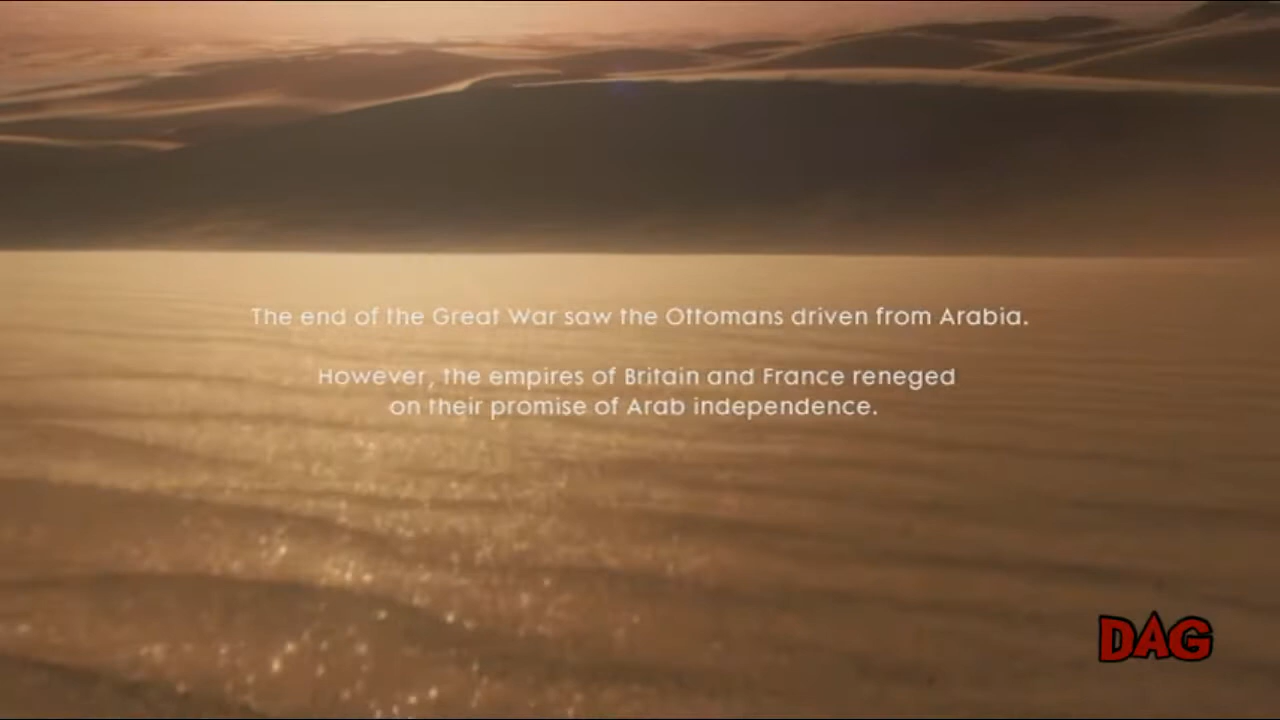 The end of the Great War saw the Ottomans driven from Arabia.
However, the empires of Britain and France reneged
on their promise of Arab independence.
DAG